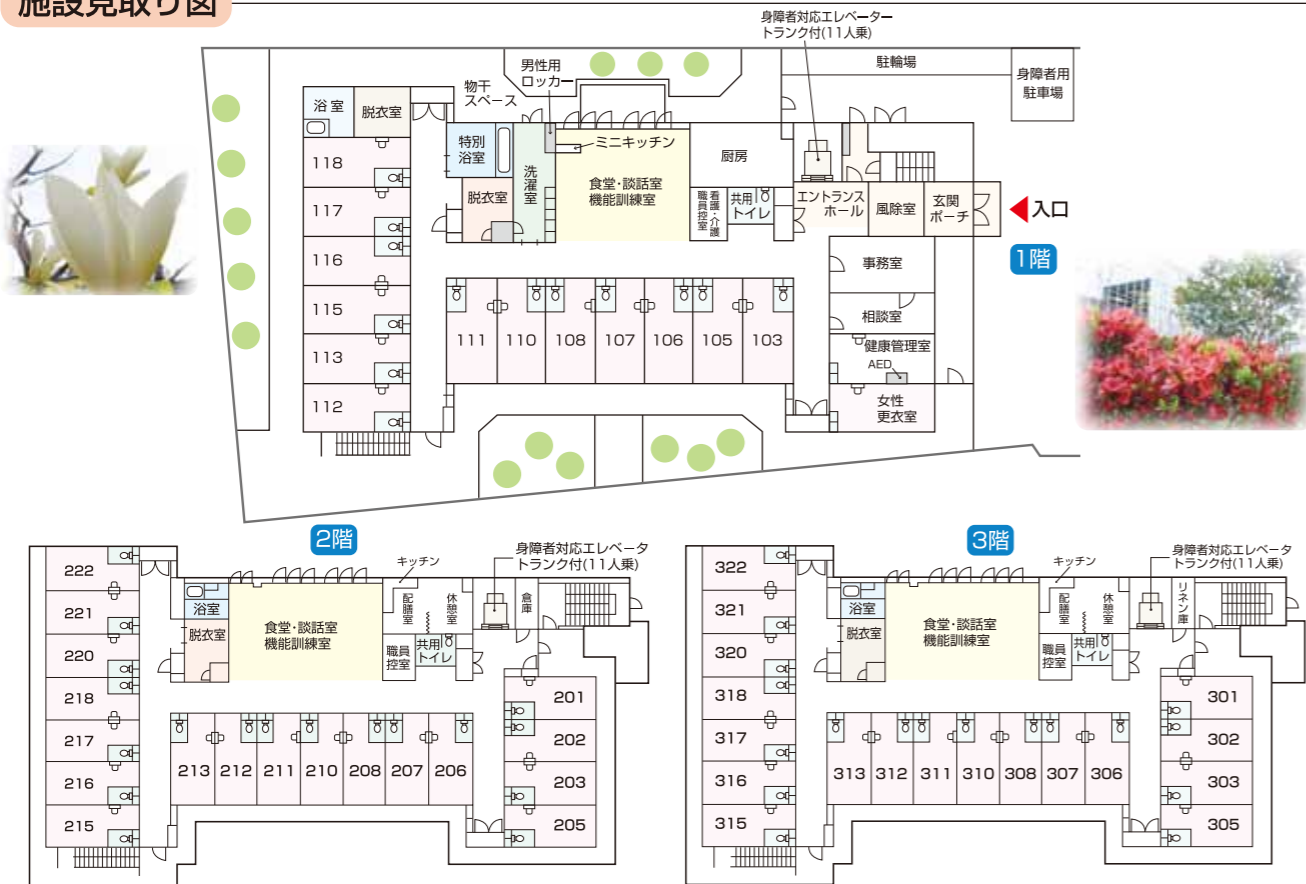 施設見取り図
身障者対応エレベーター
トランク付(11人乗)
駐輪場
身障者用
駐車場
男性用
ロッカー
物干
スペース
浴室
脱衣室
特別
浴室
脱衣室
洗濯室
ミニキッチン
食堂・談話室
機能訓練室
厨房
看護・介護
職員控室
共用
トイレ
エントランス
ホール
風除室
玄関
ポーチ
入口
1階
118
117
116
115
113
112
111
110
108
107
106
105
103
事務室
相談室
健康管理室
AED
女性
更衣室
2階
身障者対応エレベータ
トランク付(11人乗)
キッチン
222
221
220
218
217
216
215
浴室
脱衣室
食堂・談話室
機能訓練室
配膳室
休憩室
倉庫
職員
控室
共用
トイレ
213
212
211
210
208
207
206
201
202
203
205
3階
身障者対応エレベータ
トランク付(11人乗)
キッチン
322
321
320
318
317
316
315
浴室
脱衣室
食堂・談話室
機能訓練室
配膳室
休憩室
リネン庫
職員
控室
共用
トイレ
313
312
311
310
308
307
306
301
302
303
305